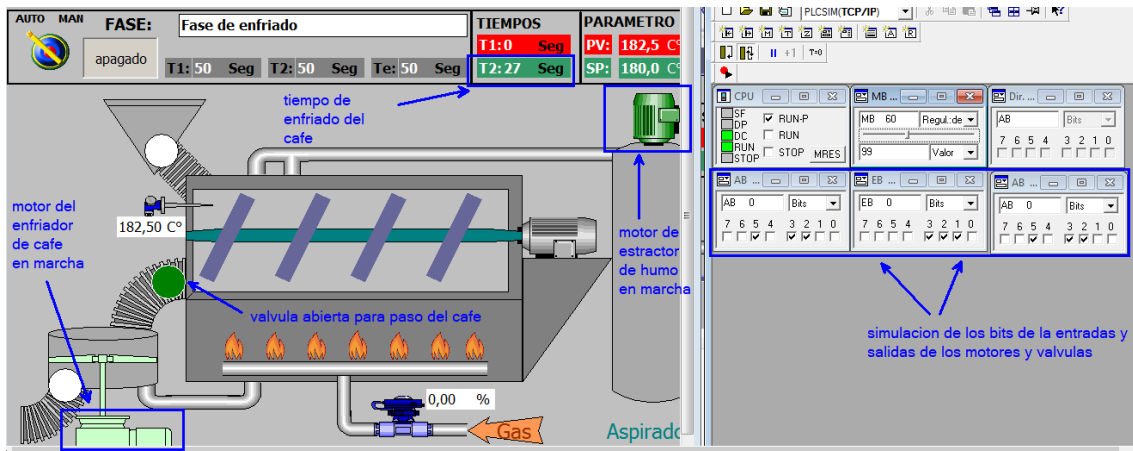 AUTO MAN
FASE:
Fase de enfriado
apagado
T1: 50 Seg T2: 50 Seg Te: 50 Seg
TIEMPOS
T1: 0 Seg
T2: 27 Seg
PARAMETRO
PV: 182,5 Cº
SP: 180,0 Cº
tiempo de
enfriado del
cafe
motor del
enfriador
de cafe
en marcha
182,50 Cº
motor de
estractor
de humo
en marcha
valvula abierta para paso del cafe
0,00 %
Gas
Aspirado
PLCSIM(TCP/IP)
+1 T=0
CPU
SF
DP
DC
RUN
STOP
RUN-P
RUN
STOP
MRES
MB ...
MB 60 Regul.:de
99 Valor
Dir. ...
AB Bits
7 6 5 4 3 2 1 0
AB ...
AB 0 Bits
7 6 5 4 3 2 1 0
EB ...
EB 0 Bits
7 6 5 4 3 2 1 0
AB ...
AB 0 Bits
7 6 5 4 3 2 1 0
simulacion de los bits de la entradas y
salidas de los motores y valvulas